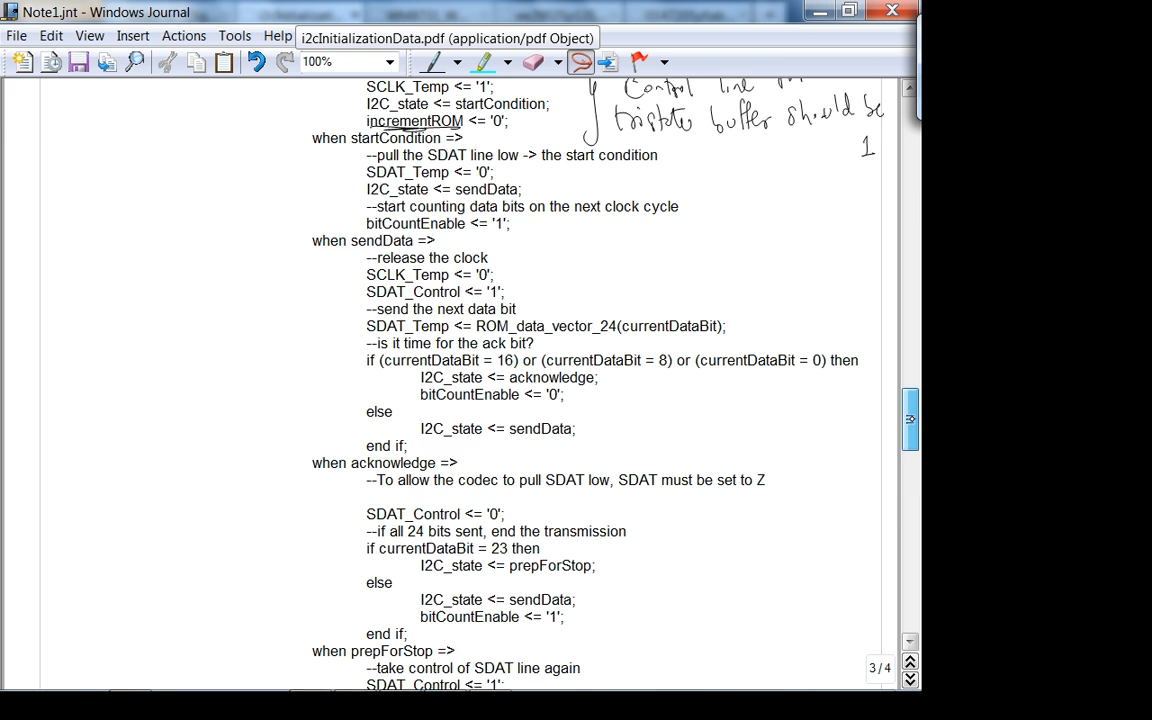 Note1.jnt - Windows Journal
File Edit View Insert Actions Tools Help
i2cInitializationData.pdf (application/pdf Object)
100%
SCLK_Temp <= '1';
I2C_state <= startCondition;
incrementROM <= '0';
Control line
tristate buffer should be
1
when startCondition =>
--pull the SDAT line low -> the start condition
SDAT_Temp <= '0';
I2C_state <= sendData;
--start counting data bits on the next clock cycle
bitCountEnable <= '1';
when sendData =>
--release the clock
SCLK_Temp <= '0';
SDAT_Control <= '1';
--send the next data bit
SDAT_Temp <= ROM_data_vector_24(currentDataBit);
--is it time for the ack bit?
if (currentDataBit = 16) or (currentDataBit = 8) or (currentDataBit = 0) then
I2C_state <= acknowledge;
bitCountEnable <= '0';
else
I2C_state <= sendData;
end if;
when acknowledge =>
--To allow the codec to pull SDAT low, SDAT must be set to Z
SDAT_Control <= '0';
--if all 24 bits sent, end the transmission
if currentDataBit = 23 then
I2C_state <= prepForStop;
else
I2C_state <= sendData;
bitCountEnable <= '1';
end if;
when prepForStop =>
--take control of SDAT line again
SDAT_Control <= '1';
3 / 4